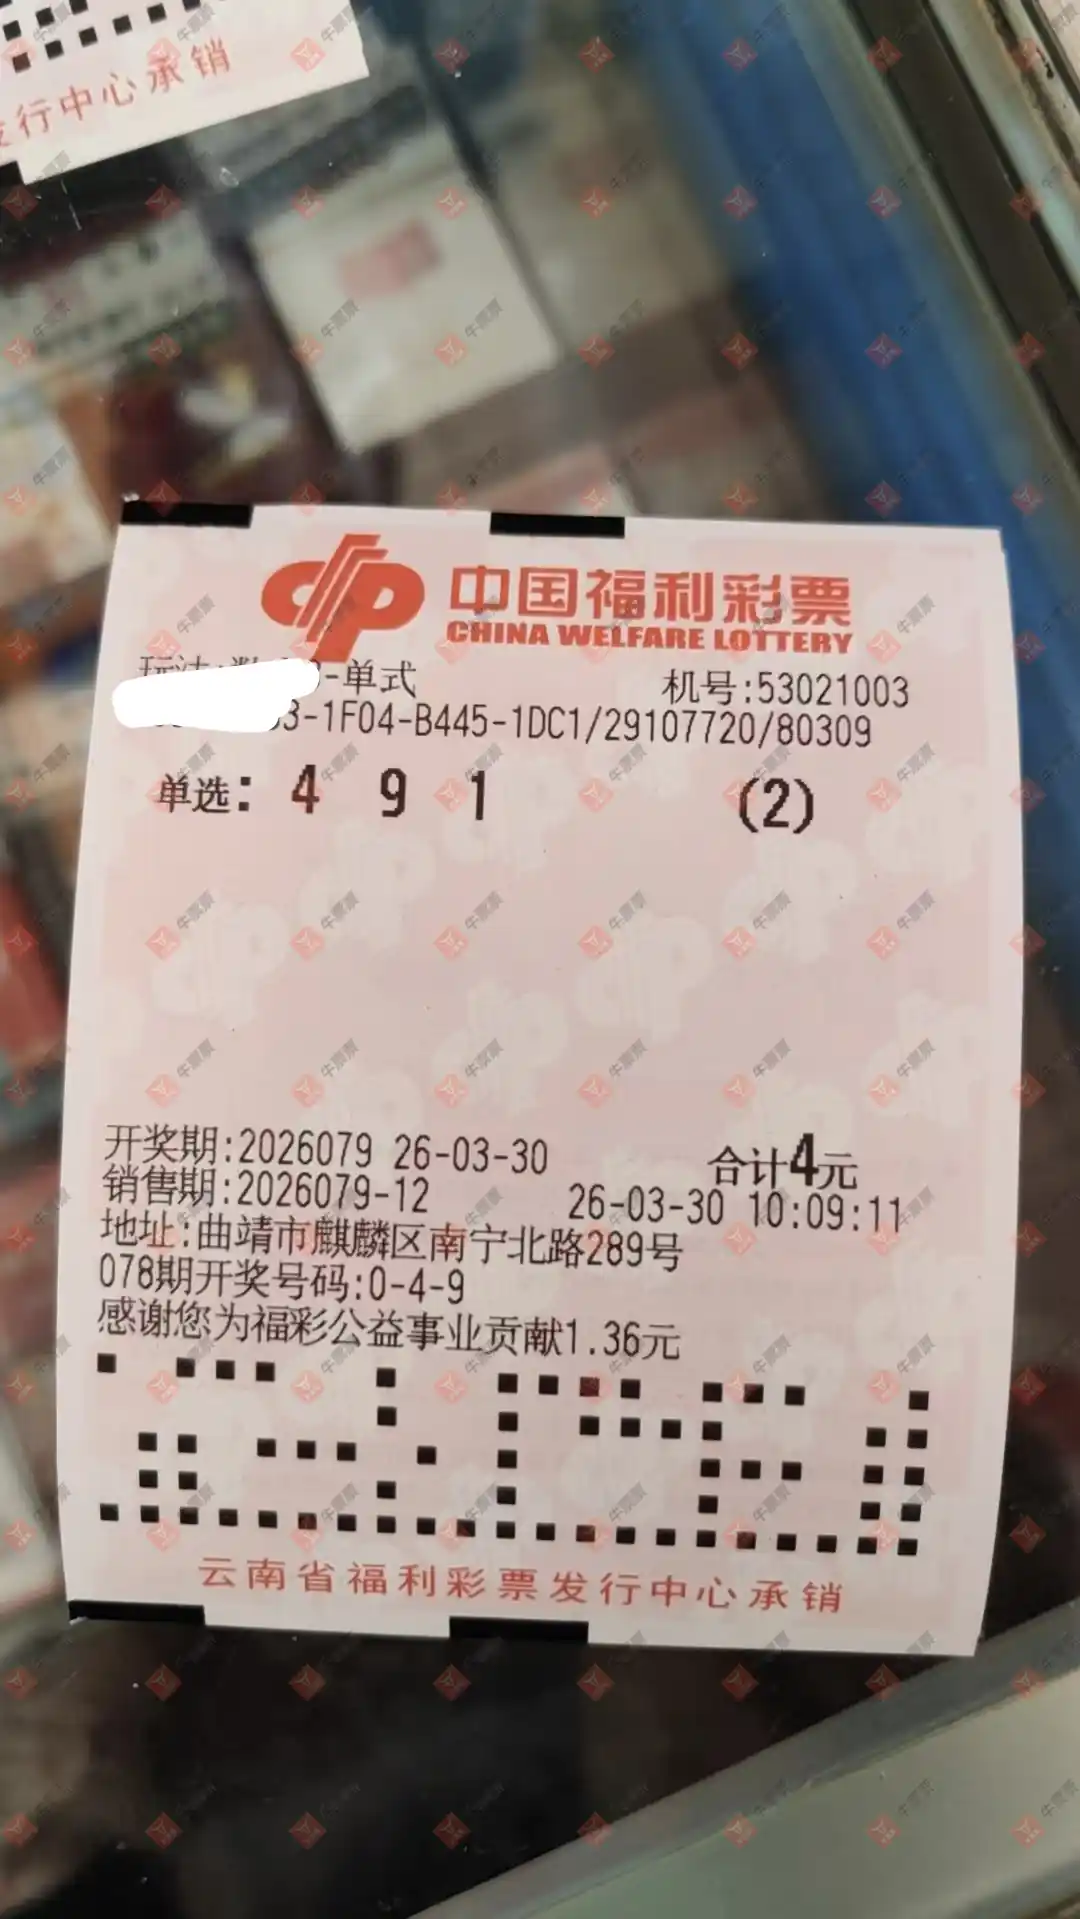 发行中心承销
中国福利彩票
CHINA WELFARE LOTTERY
3-单式
机号:53021003
3-1F04-B445-1DC1/29107720/80309
单选: 4 9 1 (2)
开奖期:2026079 26-03-30
合计4元
销售期:2026079-12 26-03-30 10:09:11
地址:曲靖市麒麟区南宁北路289号
078期开奖号码:0-4-9
感谢您为福彩公益事业贡献1.36元
云南省福利彩票发行中心承销
牛票票